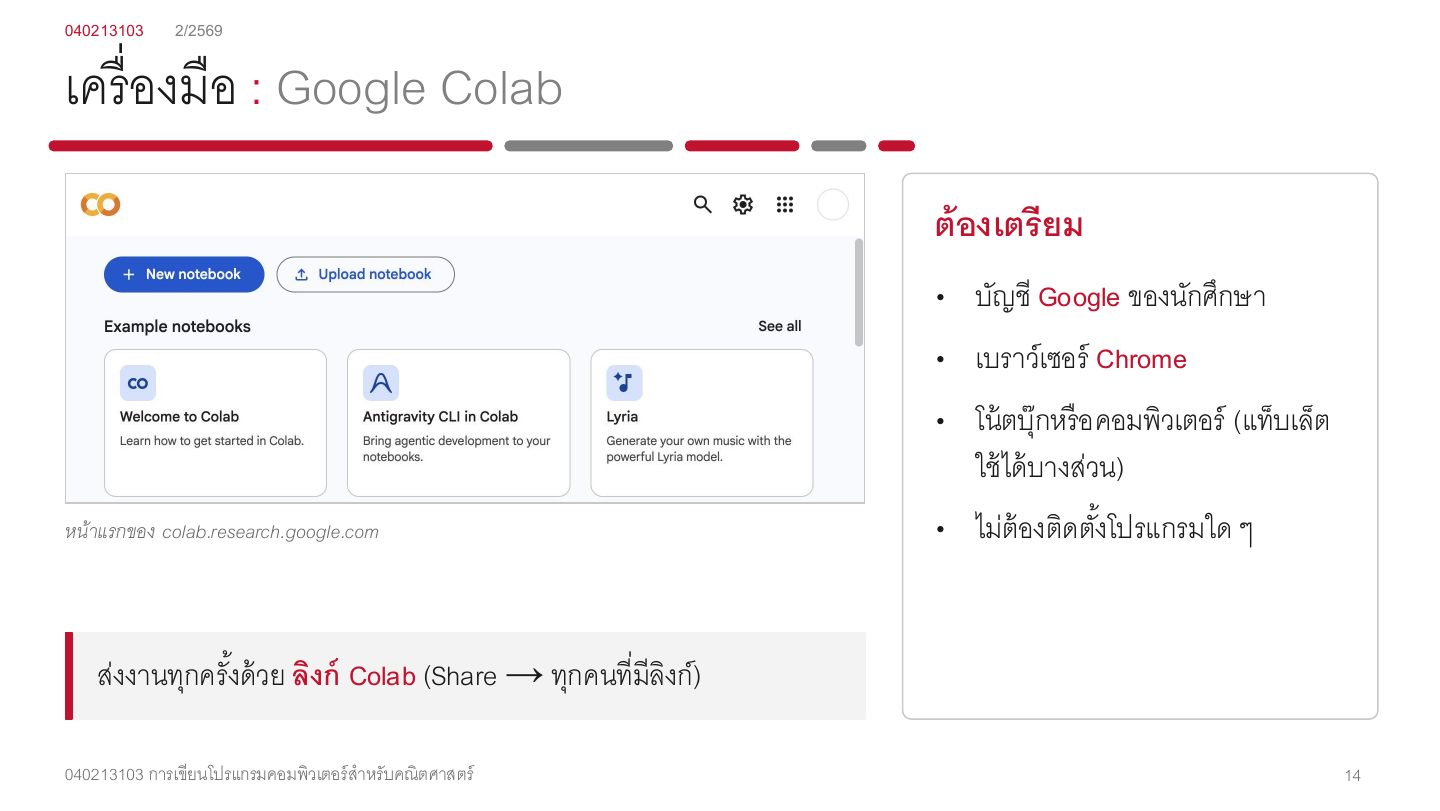 040213103 2/2569
เครื่องมือ : Google Colab
New notebook Upload notebook
Example notebooks See all
Welcome to Colab
Learn how to get started in Colab.
Antigravity CLI in Colab
Bring agentic development to your
notebooks.
Lyria
Generate your own music with the
powerful Lyria model.
หน้าแรกของ colab.research.google.com
ส่งงานทุกครั้งด้วย ลิงก์ Colab (Share ⟶ ทุกคนที่มีลิงก์)
ต้องเตรียม
• บัญชี Google ของนักศึกษา
• เบราว์เซอร์ Chrome
• โน้ตบุ๊กหรือคอมพิวเตอร์ (แท็บเล็ต
ใช้ได้บางส่วน)
• ไม่ต้องติดตั้งโปรแกรมใด ๆ
040213103 การเขียนโปรแกรมคอมพิวเตอร์สำหรับคณิตศาสตร์ 14